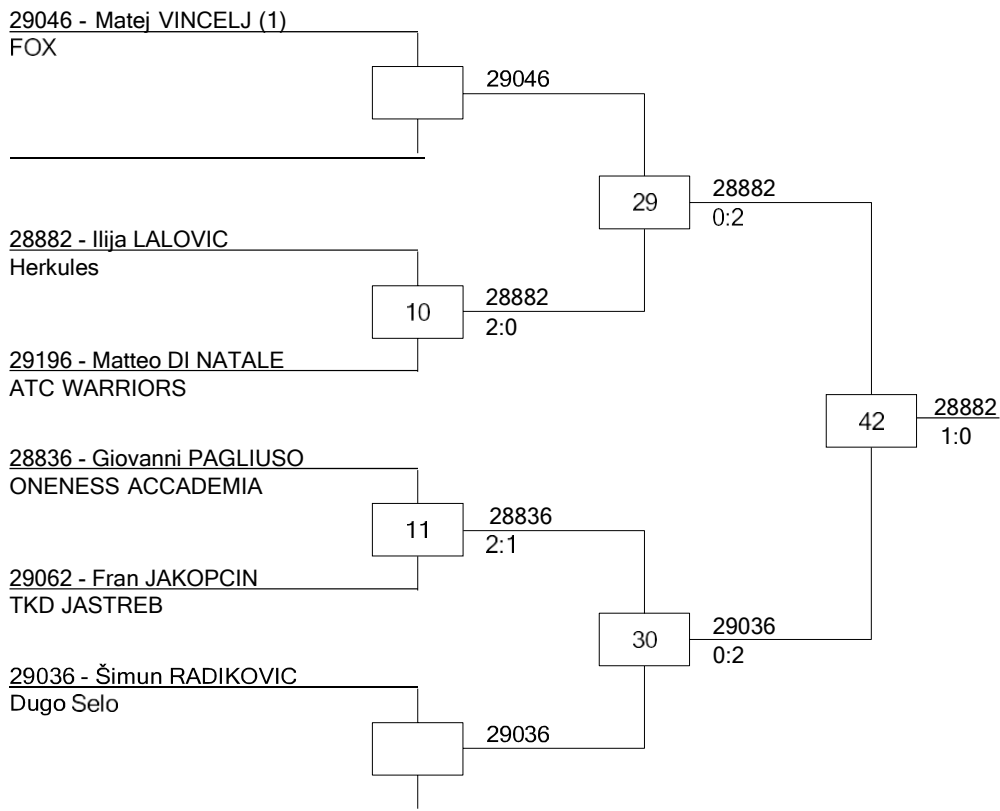 29046 - Matej VINCELJ (1)
FOX
29046
29
28882
0:2
28882 - Ilija LALOVIC
Herkules
10
28882
2:0
29196 - Matteo DI NATALE
ATC WARRIORS
42
28882
1:0
28836 - Giovanni PAGLIUSO
ONENESS ACCADEMIA
11
28836
2:1
29062 - Fran JAKOPCIN
TKD JASTREB
30
29036
0:2
29036 - Šimun RADIKOVIC
Dugo Selo
29036